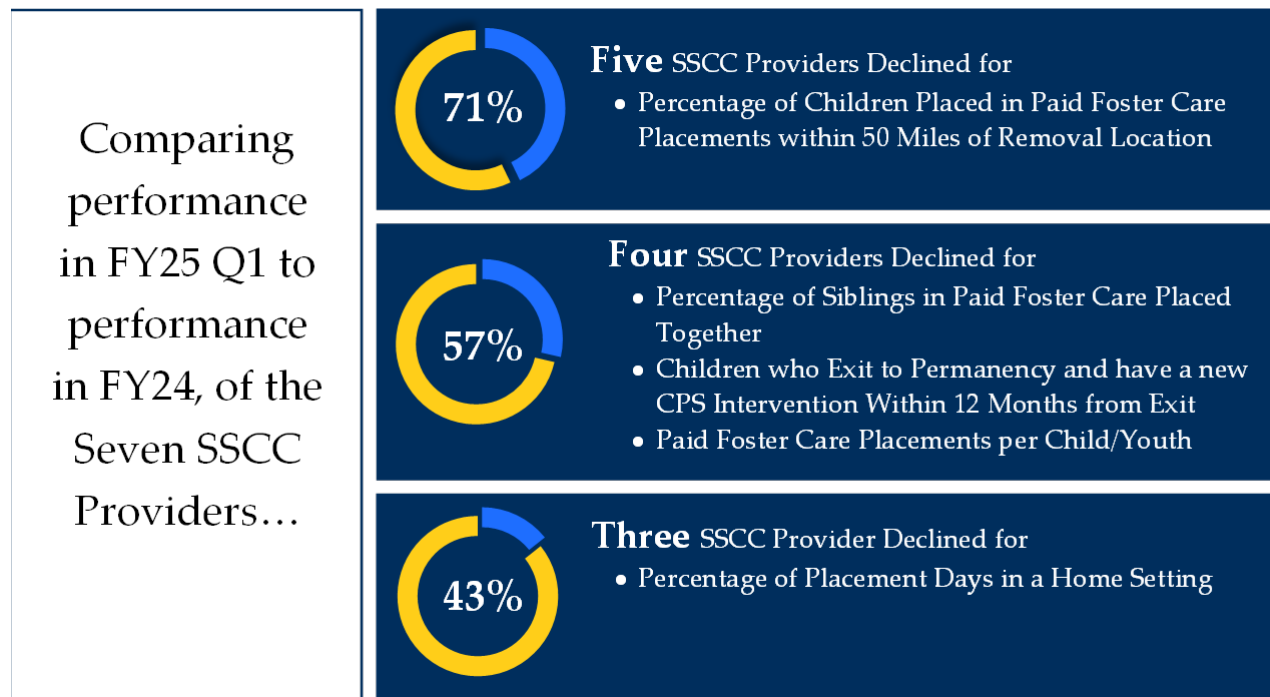 Comparing
performance
in FY25 Q1 to
performance
in FY24, of the
Seven SSCC
Providers…
71%
Five SSCC Providers Declined for
• Percentage of Children Placed in Paid Foster Care
Placements within 50 Miles of Removal Location
57%
Four SSCC Providers Declined for
• Percentage of Siblings in Paid Foster Care Placed
Together
• Children who Exit to Permanency and have a new
CPS Intervention Within 12 Months from Exit
• Paid Foster Care Placements per Child/Youth
43%
Three SSCC Provider Declined for
• Percentage of Placement Days in a Home Setting